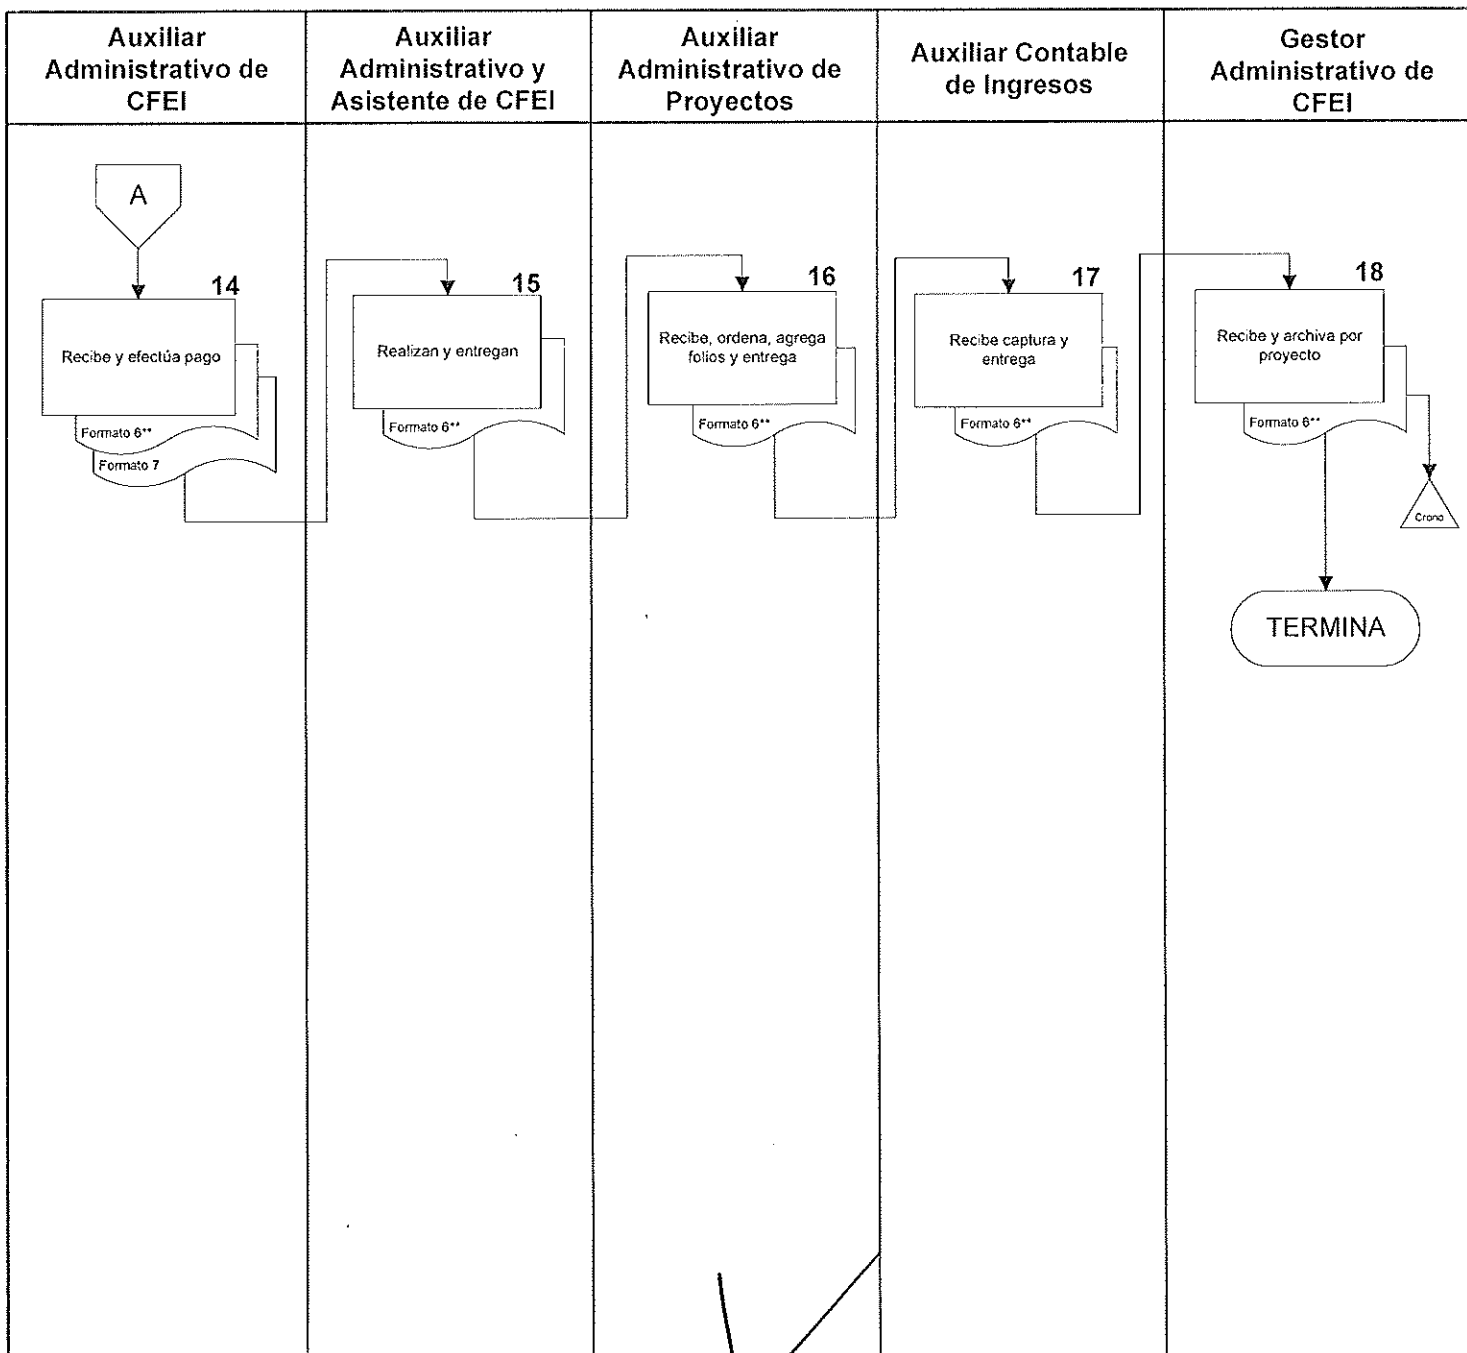 Auxiliar
Administrativo de
CFEI
Auxiliar
Administrativo y
Asistente de CFEI
Auxiliar
Administrativo de
Proyectos
Auxiliar Contable
de Ingresos
Gestor
Administrativo de
CFEI
A
14
Recibe y efectúa pago
Formato 6**
Formato 7
15
Realizan y entregan
Formato 6**
16
Recibe, ordena, agrega
folios y entrega
Formato 6**
17
Recibe captura y
entrega
Formato 6**
18
Recibe y archiva por
proyecto
Formato 6**
Crono
TERMINA